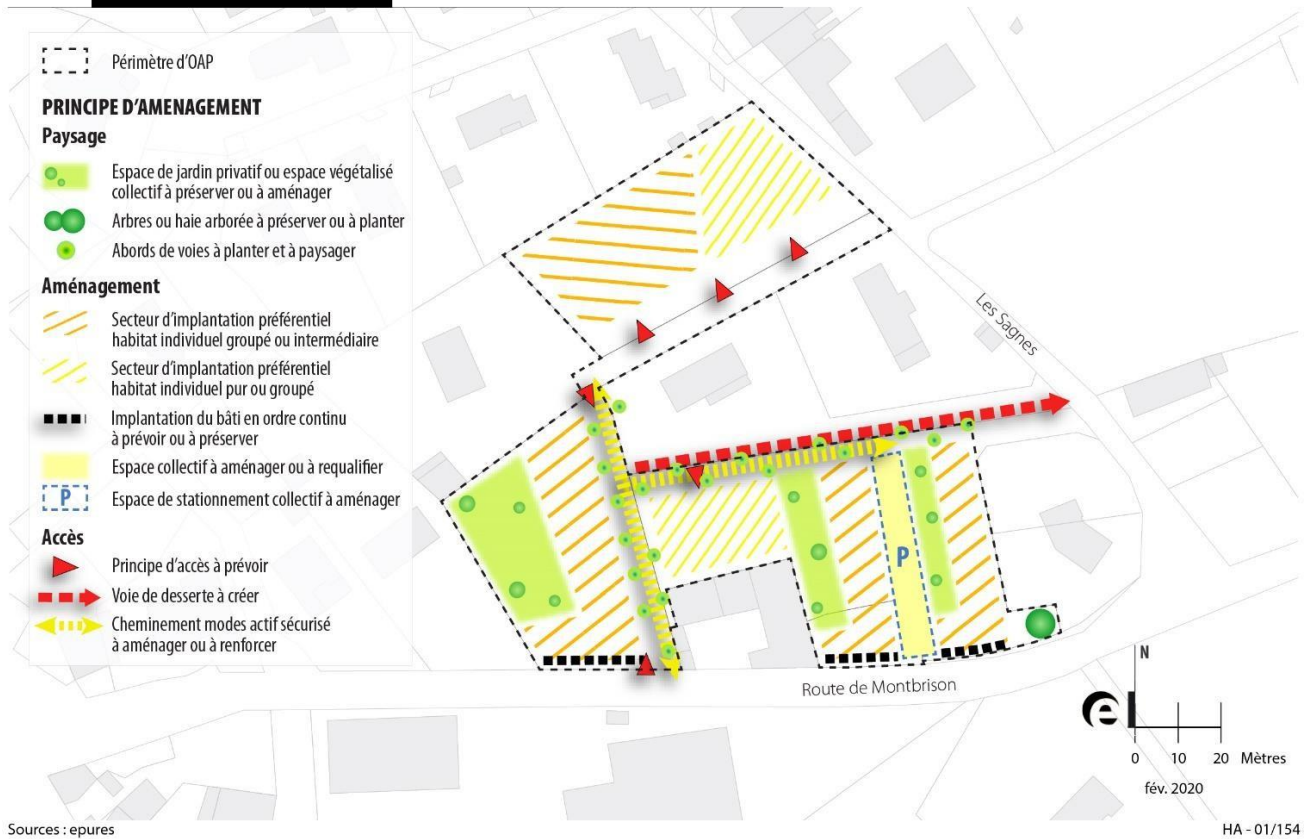 Périmètre d'OAP
PRINCIPE D'AMENAGEMENT
Paysage
Espace de jardin privatif ou espace végétalisé
collectif à préserver ou à aménager
Arbres ou haie arborée à préserver ou à planter
Abords de voies à planter et à paysager
Aménagement
Secteur d'implantation préférentiel
habitat individuel groupé ou intermédiaire
Secteur d'implantation préférentiel
habitat individuel pur ou groupé
Implantation du bâti en ordre continu
à prévoir ou à préserver
Espace collectif à aménager ou à requalifier
P
Espace de stationnement collectif à aménager
Accès
Principe d'accès à prévoir
Voie de desserte à créer
Cheminement modes actif sécurisé
à aménager ou à renforcer
Les Sagnes
P
Route de Montbrison
N
e
0 10 20 Mètres
fév. 2020
Sources : epures
HA - 01/154